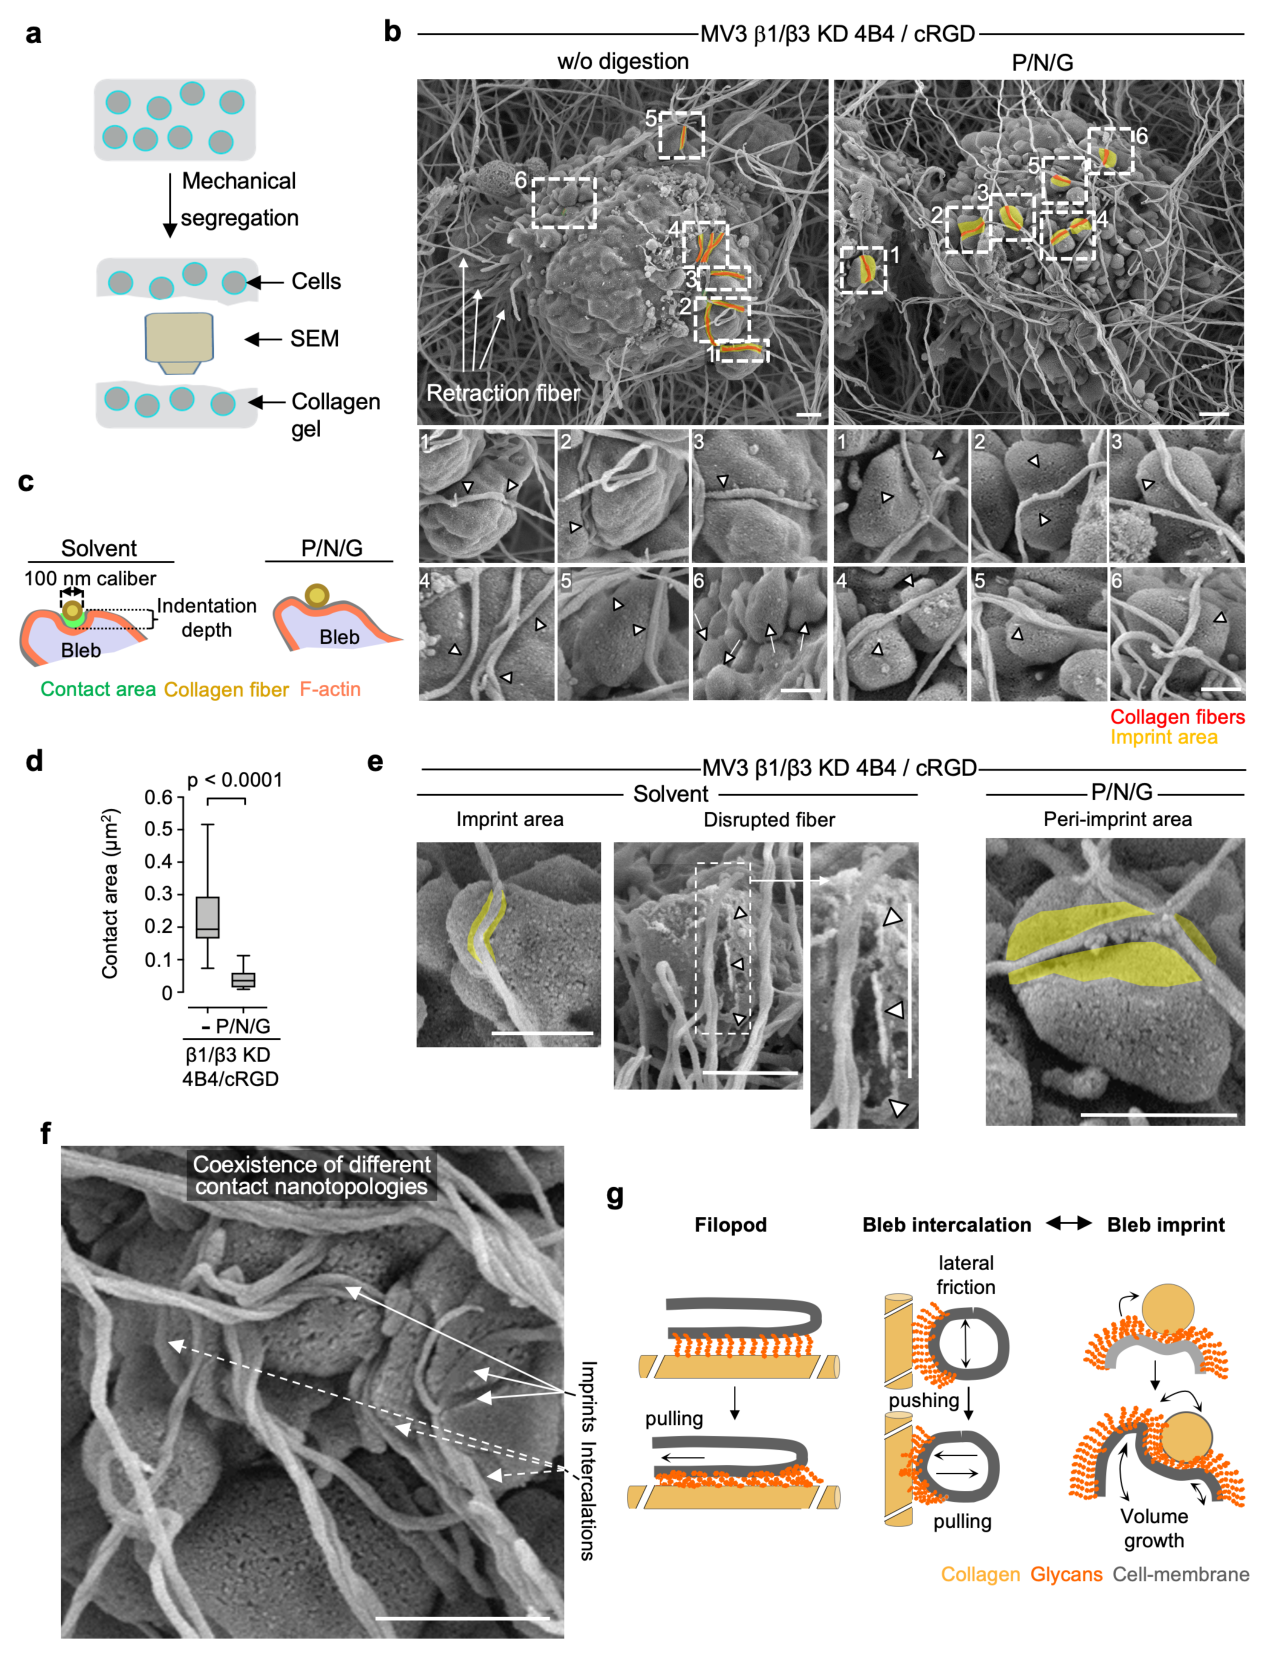 a
Mechanical
segregation
Cells
SEM
Collagen
gel
b
MV3 β1/β3 KD 4B4 / cRGD
w/o digestion
P/N/G
5
6
4
3
2
1
Retraction fiber
6
5
3
2
4
1
1
2
3
4
5
6
1
2
3
4
5
6
Collagen fibers
Imprint area
c
Solvent
P/N/G
100 nm caliber
Indentation
depth
Bleb
Bleb
Contact area Collagen fiber F-actin
d
p < 0.0001
Contact area (µm²)
0.6
0.5
0.4
0.3
0.2
0.1
0
– P/N/G
β1/β3 KD
4B4/cRGD
e
MV3 β1/β3 KD 4B4 / cRGD
Solvent
P/N/G
Imprint area
Disrupted fiber
Peri-imprint area
f
Coexistence of different
contact nanotopologies
Imprints
Intercalations
g
Filopod
Bleb intercalation
Bleb imprint
lateral
friction
pushing
pulling
pulling
Volume
growth
Collagen Glycans Cell-membrane